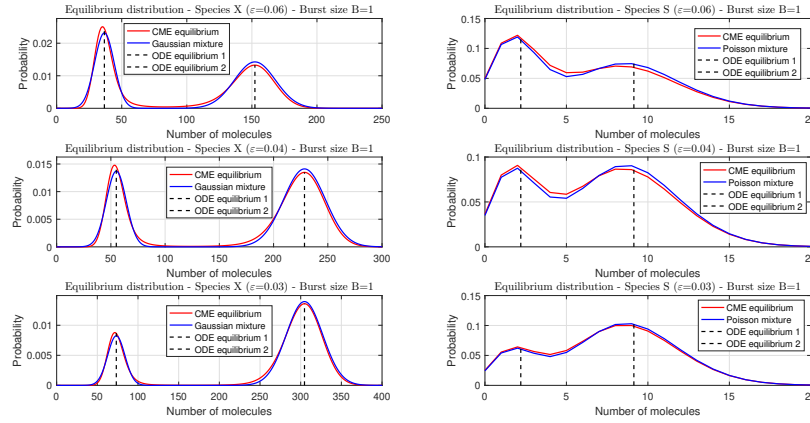 Equilibrium distribution - Species X (ε=0.06) - Burst size B=1
Probability
0.02
0.01
0
CME equilibrium
Gaussian mixture
ODE equilibrium 1
ODE equilibrium 2
0 50 100 150 200 250
Number of molecules
Equilibrium distribution - Species S (ε=0.06) - Burst size B=1
Probability
0.15
0.1
0.05
0
CME equilibrium
Poisson mixture
ODE equilibrium 1
ODE equilibrium 2
0 5 10 15 20
Number of molecules
Equilibrium distribution - Species X (ε=0.04) - Burst size B=1
Probability
0.015
0.01
0.005
0
CME equilibrium
Gaussian mixture
ODE equilibrium 1
ODE equilibrium 2
0 50 100 150 200 250 300
Number of molecules
Equilibrium distribution - Species S (ε=0.04) - Burst size B=1
Probability
0.1
0.05
0
CME equilibrium
Poisson mixture
ODE equilibrium 1
ODE equilibrium 2
0 5 10 15 20
Number of molecules
Equilibrium distribution - Species X (ε=0.03) - Burst size B=1
Probability
0.01
0.005
0
CME equilibrium
Gaussian mixture
ODE equilibrium 1
ODE equilibrium 2
0 50 100 150 200 250 300 350 400
Number of molecules
Equilibrium distribution - Species S (ε=0.03) - Burst size B=1
Probability
0.15
0.1
0.05
0
CME equilibrium
Poisson mixture
ODE equilibrium 1
ODE equilibrium 2
0 5 10 15
Number of molecules